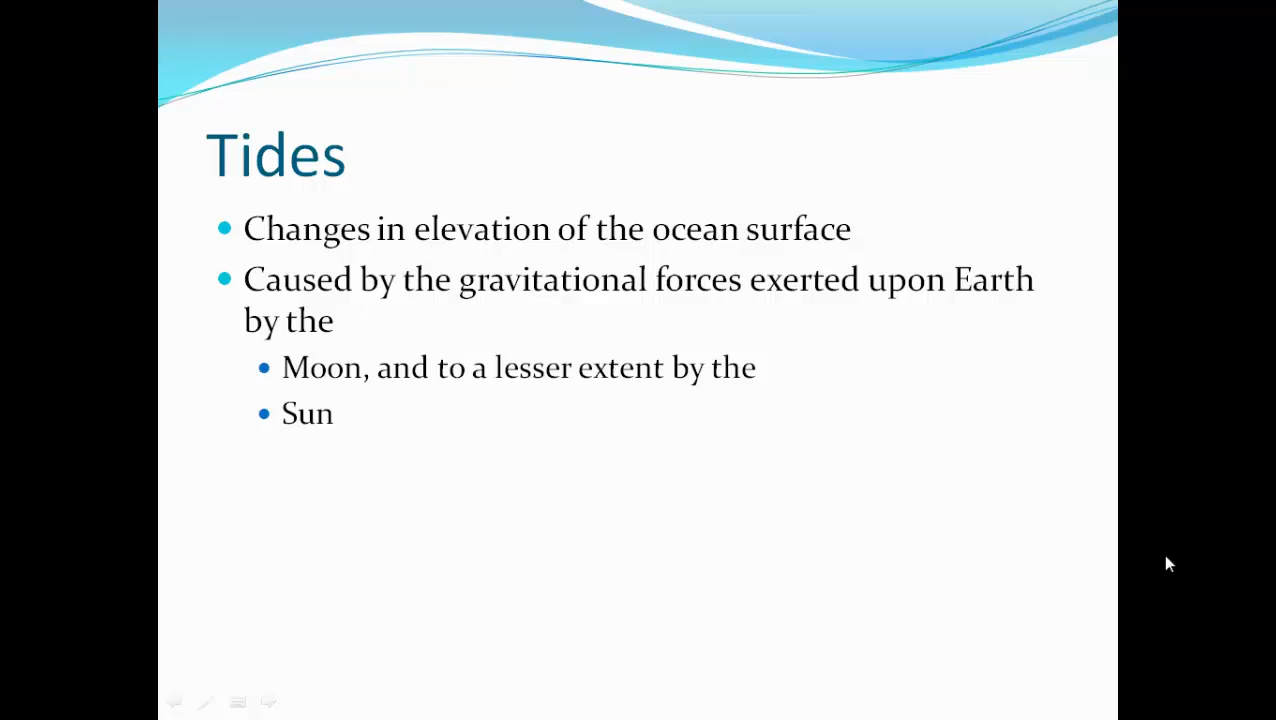 Tides
Changes in elevation of the ocean surface
Caused by the gravitational forces exerted upon Earth
by the
Moon, and to a lesser extent by the
Sun